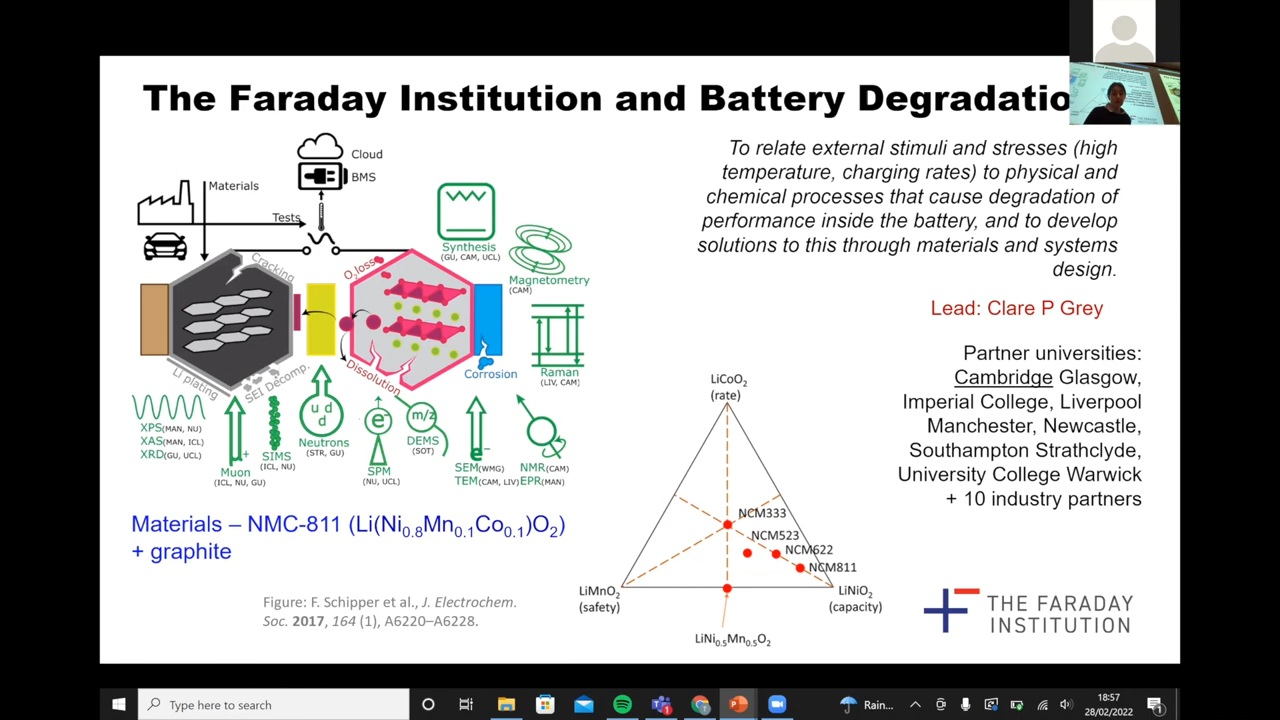 The Faraday Institution and Battery Degradatio
To relate external stimuli and stresses (high
temperature, charging rates) to physical and
chemical processes that cause degradation of
performance inside the battery, and to develop
solutions to this through materials and systems
design.
Lead: Clare P Grey
Partner universities:
Cambridge Glasgow,
Imperial College, Liverpool
Manchester, Newcastle,
Southampton Strathclyde,
University College Warwick
+ 10 industry partners
Cloud
BMS
Materials
Tests
Synthesis
(GU, CAM, UCL)
Magnetometry
(CAM)
Raman
(LIV, CAM)
Cracking
O₂ loss
Li plating
SEI Decomp.
Dissolution
Corrosion
XPS(MAN, NU)
XAS(MAN, ICL)
XRD(GU, UCL)
μ+
Muon
(ICL, NU, GU)
SIMS
(ICL, NU)
u d
d
Neutrons
(STR, GU)
e-
SPM
(NU, UCL)
m/z
DEMS
(SOT)
e-
SEM(WMG)
TEM(CAM, LIV)
NMR(CAM)
EPR(MAN)
Materials – NMC-811 (Li(Ni₀.₈Mn₀.₁Co₀.₁)O₂)
+ graphite
Figure: F. Schipper et al., J. Electrochem.
Soc. 2017, 164 (1), A6220–A6228.
LiCoO₂
(rate)
NCM333
NCM523
NCM622
NCM811
LiMnO₂
(safety)
LiNiO₂
(capacity)
LiNi₀.₅Mn₀.₅O₂
THE FARADAY
INSTITUTION
Type here to search
Rain...
18:57
28/02/2022